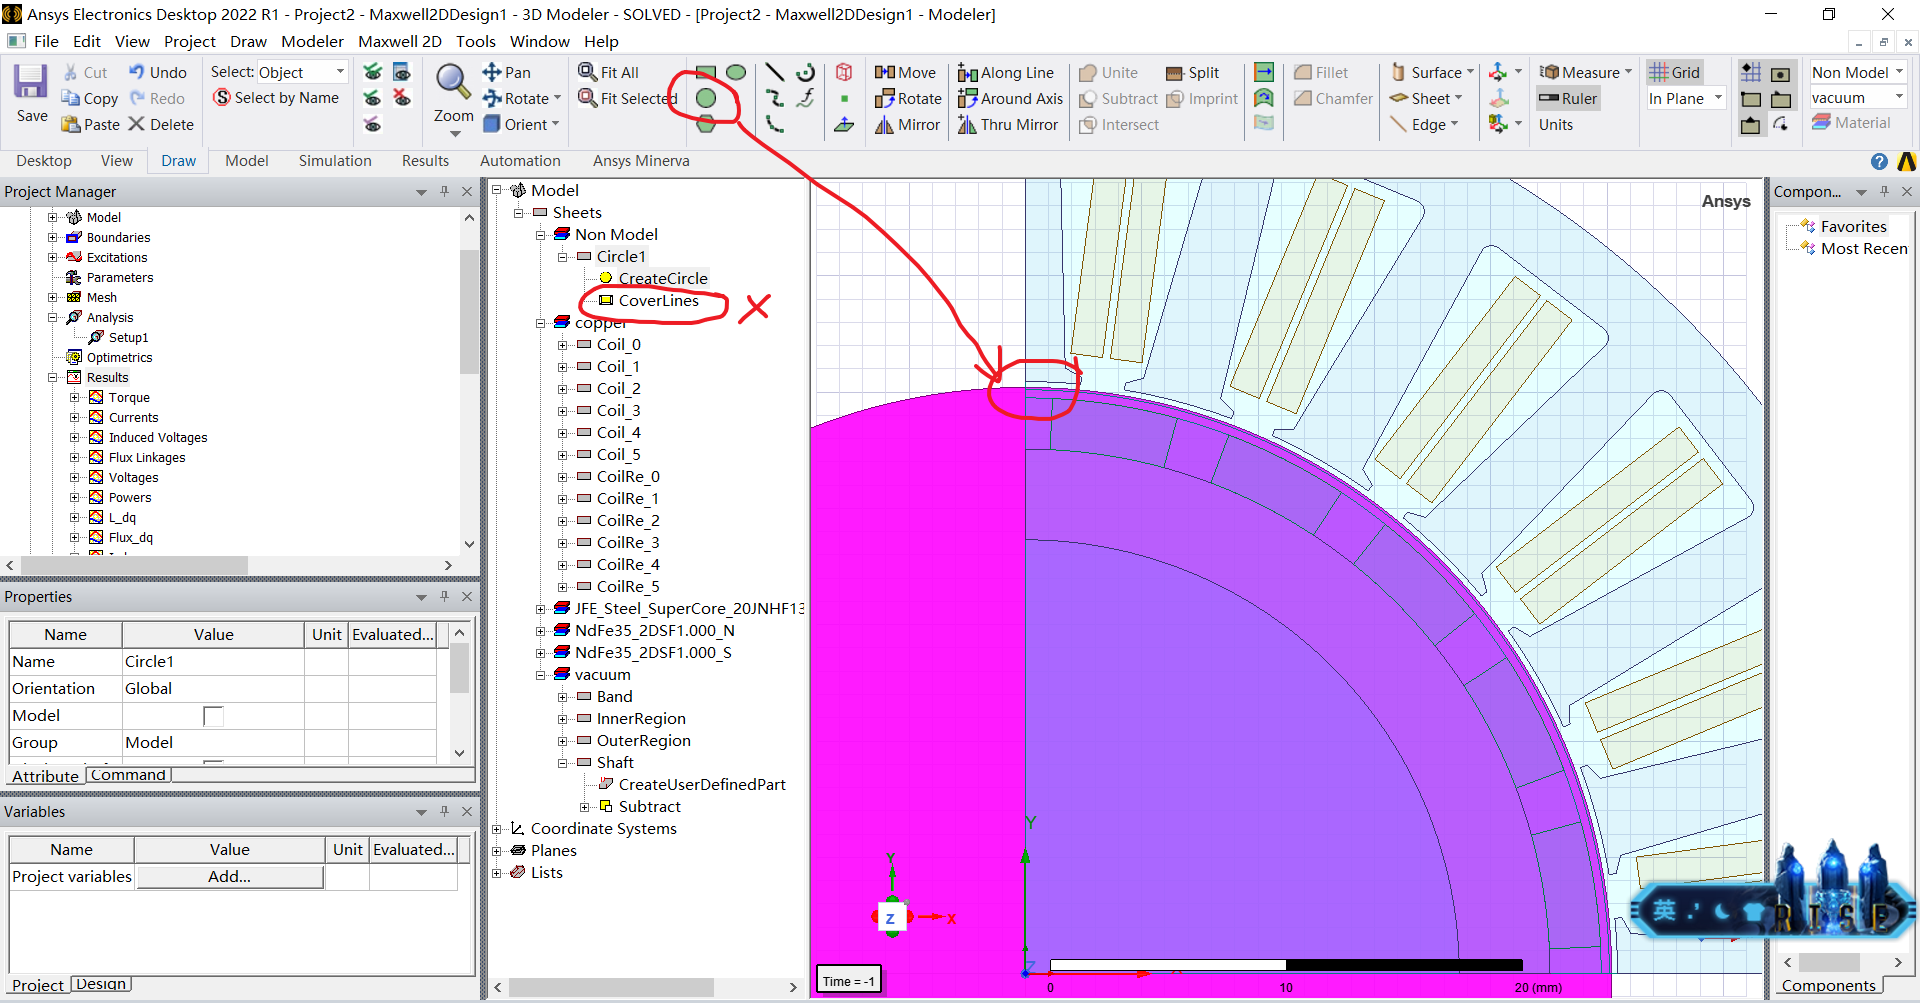 Ansys Electronics Desktop 2022 R1 - Project2 - Maxwell2DDesign1 - 3D Modeler - SOLVED - [Project2 - Maxwell2DDesign1 - Modeler]
File Edit View Project Draw Modeler Maxwell 2D Tools Window Help
Save
Cut
Copy
Paste
Undo
Redo
Delete
Select: Object
Select by Name
Zoom
Pan
Rotate
Orient
Fit All
Fit Selected
Move
Rotate
Mirror
Along Line
Around Axis
Thru Mirror
Unite
Subtract
Intersect
Split
Imprint
Fillet
Chamfer
Surface
Sheet
Edge
Measure
Ruler
Units
Grid
In Plane
Non Model
vacuum
Material
Desktop View Draw Model Simulation Results Automation Ansys Minerva
Project Manager
Model
Boundaries
Excitations
Parameters
Mesh
Analysis
Setup1
Optimetrics
Results
Torque
Currents
Induced Voltages
Flux Linkages
Voltages
Powers
L_dq
Flux_dq
Properties
Name Value Unit Evaluated...
Name Circle1
Orientation Global
Model
Group Model
Attribute Command
Variables
Name Value Unit Evaluated...
Project variables Add...
Project Design
Model
Sheets
Non Model
Circle1
CreateCircle
CoverLines
copper
Coil_0
Coil_1
Coil_2
Coil_3
Coil_4
Coil_5
CoilRe_0
CoilRe_1
CoilRe_2
CoilRe_3
CoilRe_4
CoilRe_5
JFE_Steel_SuperCore_20JNHF13
NdFe35_2DSF1.000_N
NdFe35_2DSF1.000_S
vacuum
Band
InnerRegion
OuterRegion
Shaft
CreateUserDefinedPart
Subtract
Coordinate Systems
Planes
Lists
Ansys
Y
Y
Z
X
Z
Time = -1
0 10 20 (mm)
Compon...
Favorites
Most Recen
英
RISE
Components